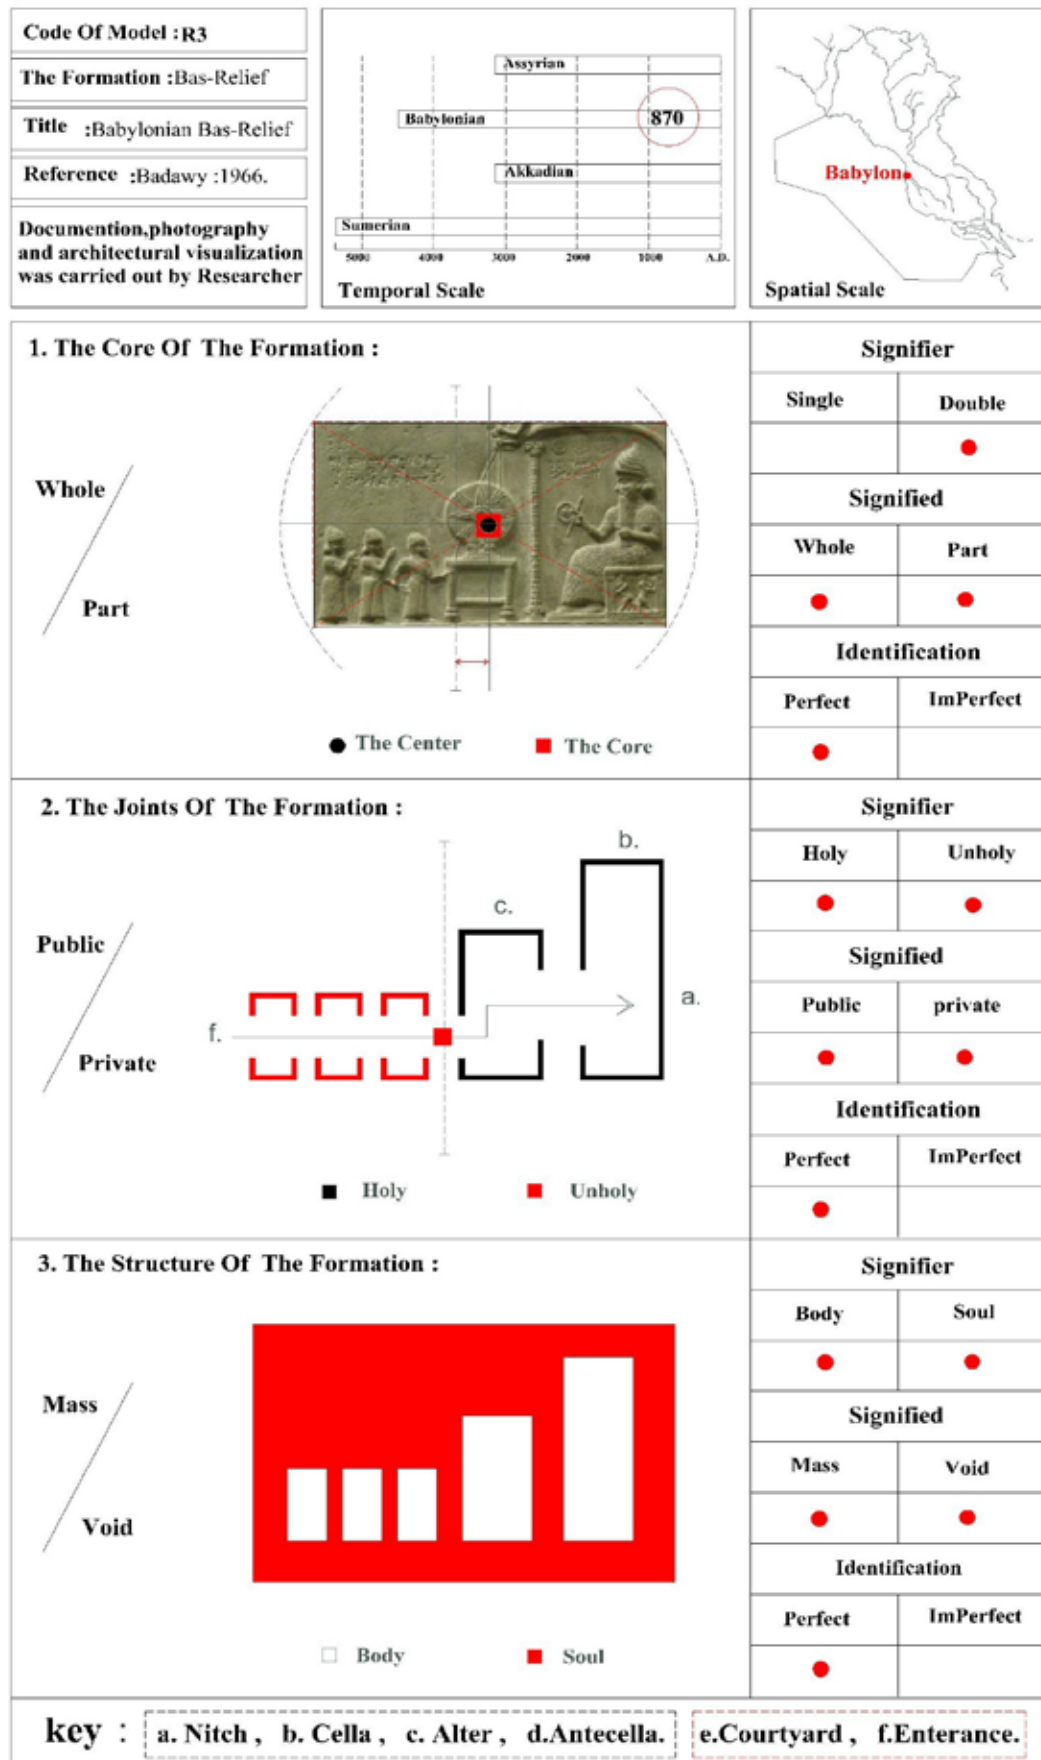 Code Of Model :R3
The Formation :Bas-Relief
Title :Babylonian Bas-Relief
Reference :Badawy :1966.
Documention,photography
and architectural visualization
was carried out by Researcher
Assyrian
Babylonian 870
Akkadian
Sumerian
5000 4000 3000 2000 1000 A.D.
Temporal Scale
Babylon
Spatial Scale
1. The Core Of The Formation :
Whole
Part
The Center The Core
Signifier
Single Double
Signified
Whole Part
Identification
Perfect ImPerfect
2. The Joints Of The Formation :
Public
Private
b.
c.
a.
f.
Holy Unholy
Signifier
Holy Unholy
Signified
Public private
Identification
Perfect ImPerfect
3. The Structure Of The Formation :
Mass
Void
Body Soul
Signifier
Body Soul
Signified
Mass Void
Identification
Perfect ImPerfect
key : a. Nitch , b. Cella, c. Alter , d.Antecella. e.Courtyard , f.Enterance.